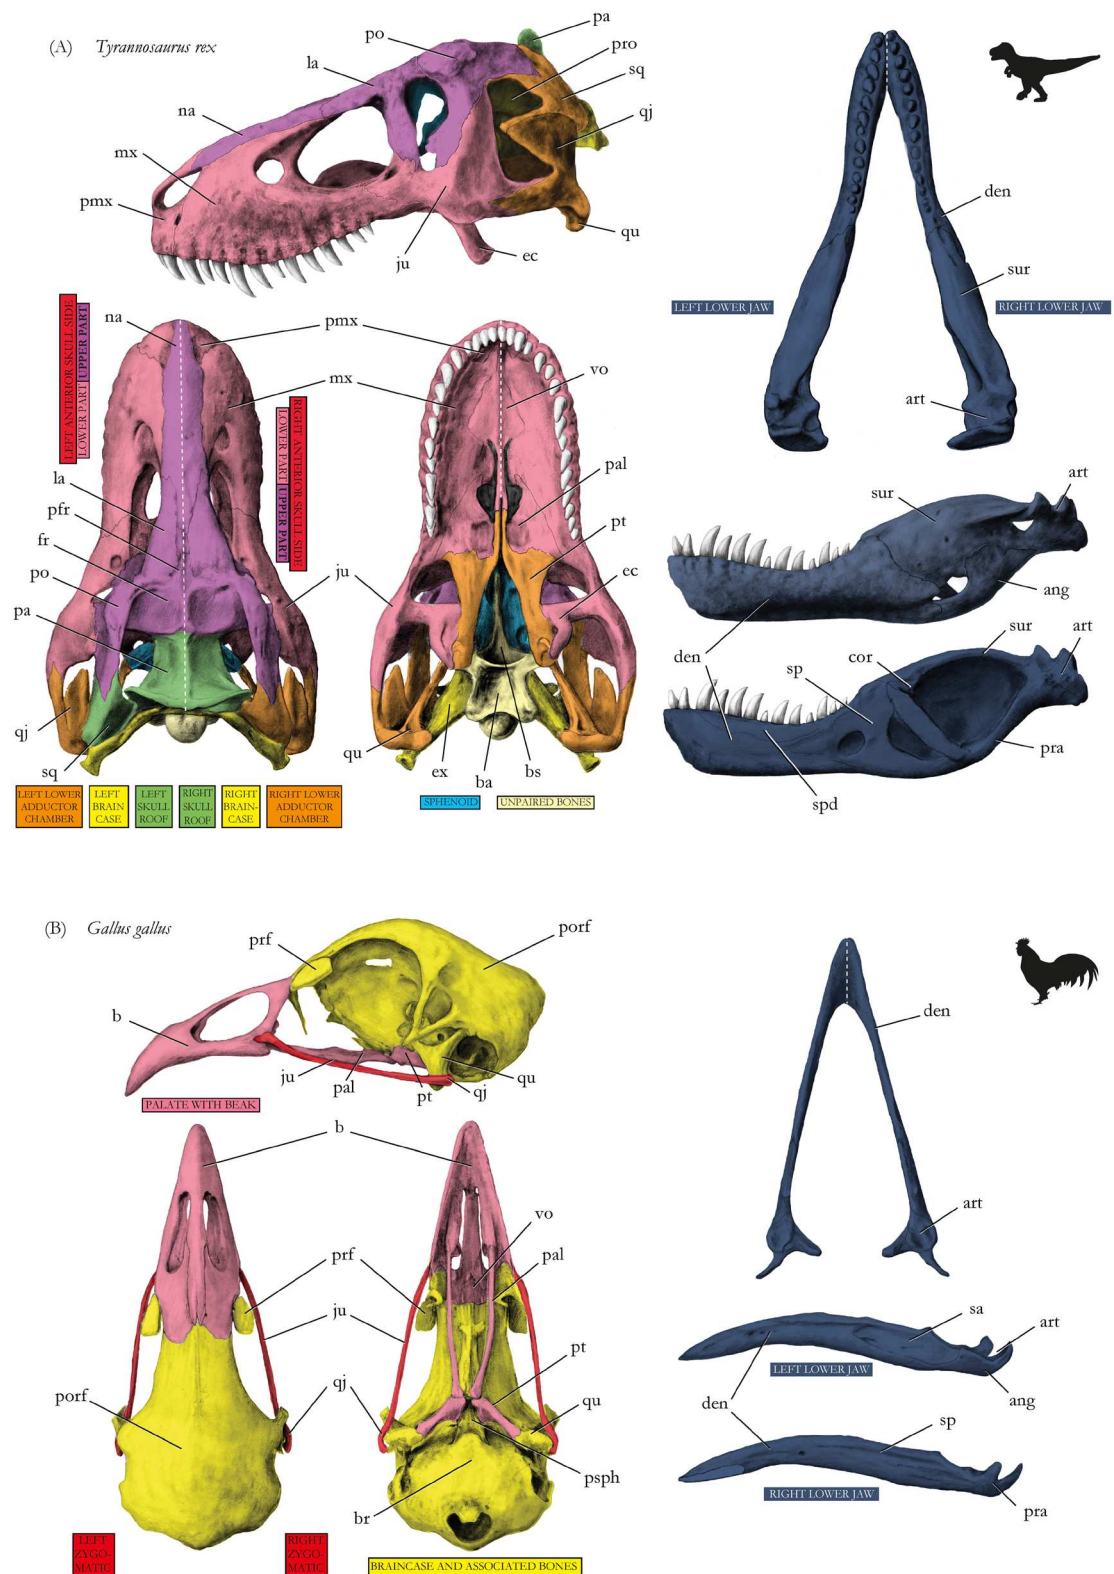 (A) Tyrannosaurus rex
po
pa
la
pro
sq
na
qj
mx
pmx
qu
ju
ec
den
sur
LEFT LOWER JAW
RIGHT LOWER JAW
art
LEFT ANTERIOR SKULL SIDE
LOWER PART UPPER PART
na
pmx
mx
vo
RIGHT ANTERIOR SKULL SIDE
LOWER PART UPPER PART
la
pfr
fr
po
pa
pal
pt
ec
ju
qj
sq
qu
ex
ba
bs
LEFT LOWER ADDUCTOR CHAMBER
LEFT BRAIN CASE
LEFT SKULL ROOF
RIGHT SKULL ROOF
RIGHT BRAIN-CASE
RIGHT LOWER ADDUCTOR CHAMBER
SPHENOID
UNPAIRED BONES
sur
art
ang
den
sp
cor
sur
art
pra
spd
(B) Gallus gallus
prf
porf
b
ju
pal
pt
qj
qu
PALATE WITH BEAK
b
vo
prf
pal
ju
pt
porf
qj
qu
psph
br
LEFT ZYGO-MATIC
RIGHT ZYGO-MATIC
BRAINCASE AND ASSOCIATED BONES
den
art
sa
art
LEFT LOWER JAW
ang
den
sp
RIGHT LOWER JAW
pra